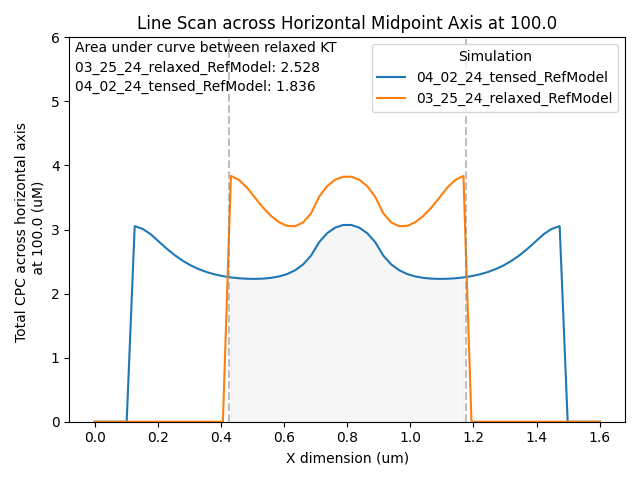 Line Scan across Horizontal Midpoint Axis at 100.0
Area under curve between relaxed KT
03_25_24_relaxed_RefModel: 2.528
04_02_24_tensed_RefModel: 1.836
Simulation
04_02_24_tensed_RefModel
03_25_24_relaxed_RefModel
Total CPC across horizontal axis
at 100.0 (uM)
6
5
4
3
2
1
0
0.0 0.2 0.4 0.6 0.8 1.0 1.2 1.4 1.6
X dimension (um)